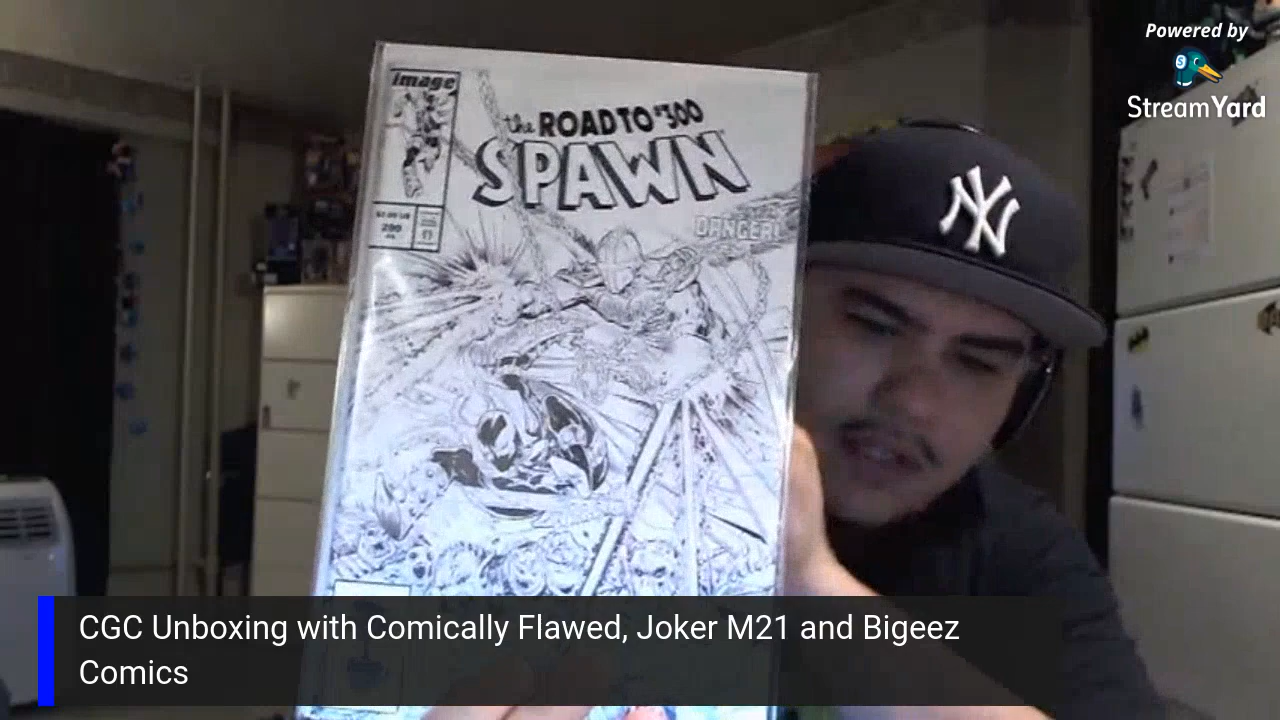 Powered by
StreamYard
image
the ROAD TO #300
SPAWN
DANGER!
299
NY
CGC Unboxing with Comically Flawed, Joker M21 and Bigeez
Comics